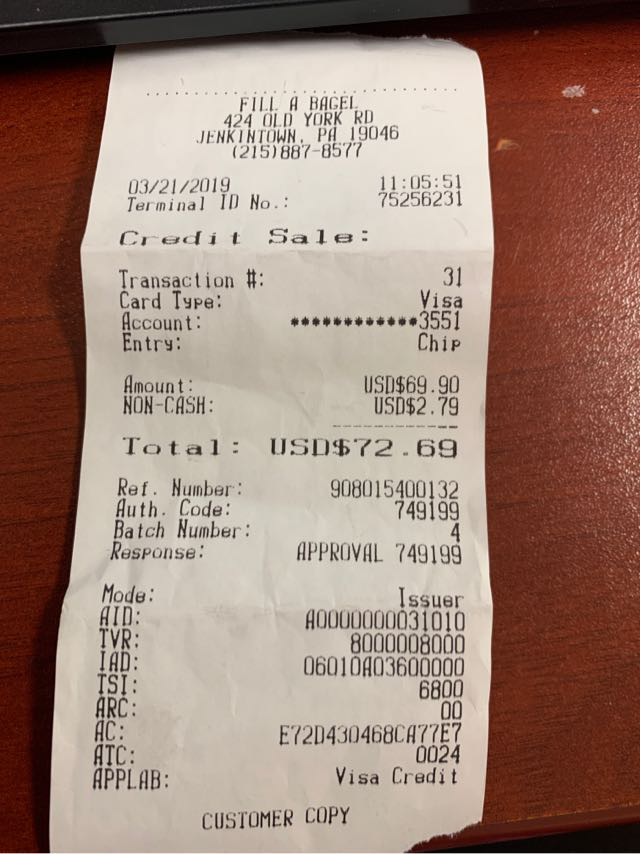 FILL A BAGEL
424 OLD YORK RD
JENKINTOWN, PA 19046
(215)887-8577
03/21/2019 11:05:51
Terminal ID No.: 75256231
Credit Sale:
Transaction #: 31
Card Type: Visa
Account: ************3551
Entry: Chip
Amount: USD$69.90
NON-CASH: USD$2.79
Total: USD$72.69
Ref. Number: 908015400132
Auth. Code: 749199
Batch Number: 4
Response: APPROVAL 749199
Mode: Issuer
AID: A0000000031010
TVR: 8000008000
IAD: 06010A03600000
TSI: 6800
ARC: 00
AC: E72D430468CA77E7
ATC: 0024
APPLAB: Visa Credit
CUSTOMER COPY